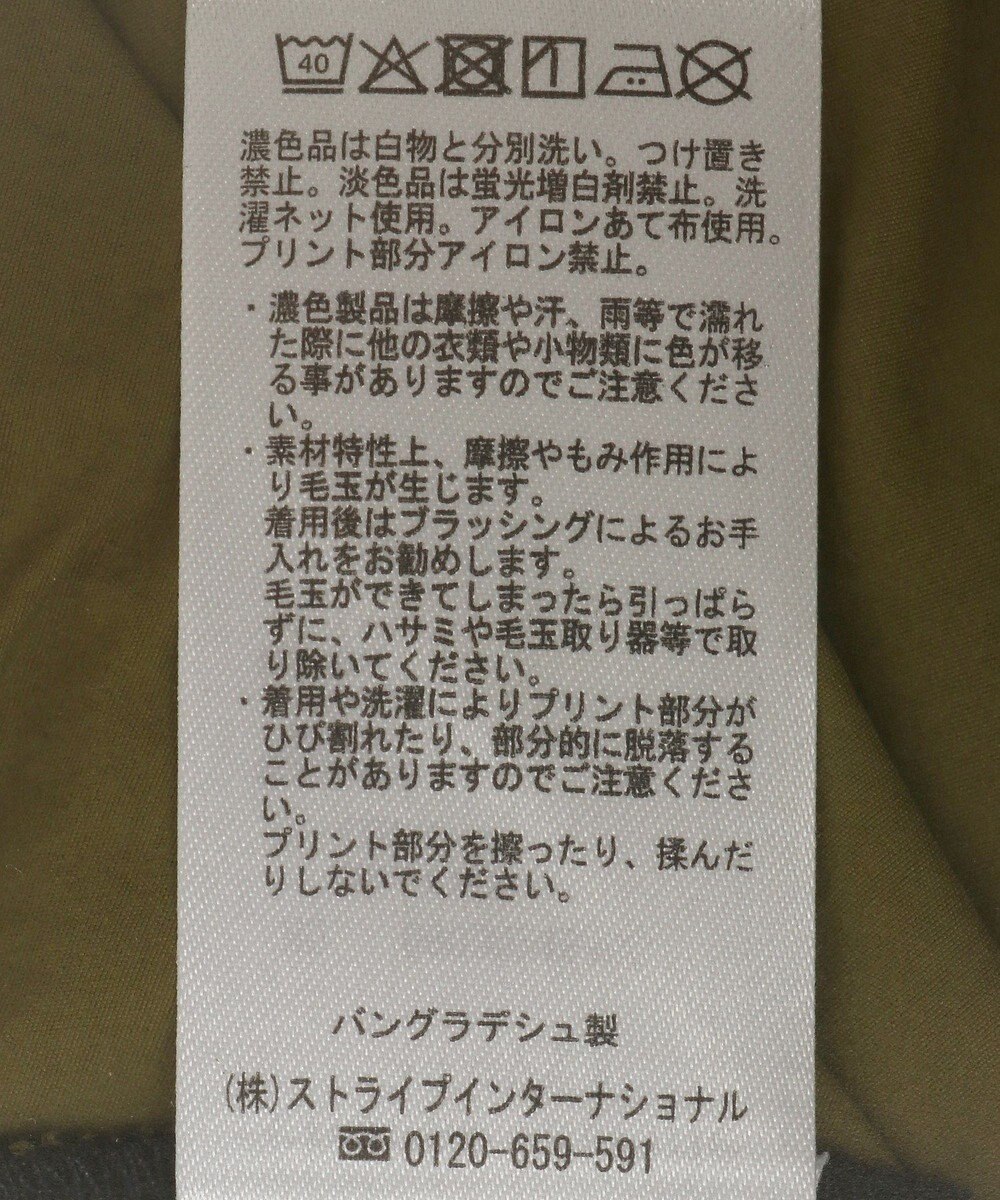 40
濃色品は白物と分別洗い。つけ置き
禁止。淡色品は蛍光増白剤禁止。洗
濯ネット使用。アイロンあて布使用。
プリント部分アイロン禁止。
・濃色製品は摩擦や汗、雨等で濡れ
た際に他の衣類や小物類に色が移
る事がありますのでご注意くださ
い。
・素材特性上、摩擦やもみ作用によ
り毛玉が生じます。
着用後はブラッシングによるお手
入れをお勧めします。
毛玉ができてしまったら引っぱら
ずに、ハサミや毛玉取り器等で取
り除いてください。
・着用や洗濯によりプリント部分が
ひび割れたり、部分的に脱落する
ことがありますのでご注意くださ
い。
プリント部分を擦ったり、揉んだ
りしないでください。
バングラデシュ製
(株)ストライプインターナショナル
0120-659-591